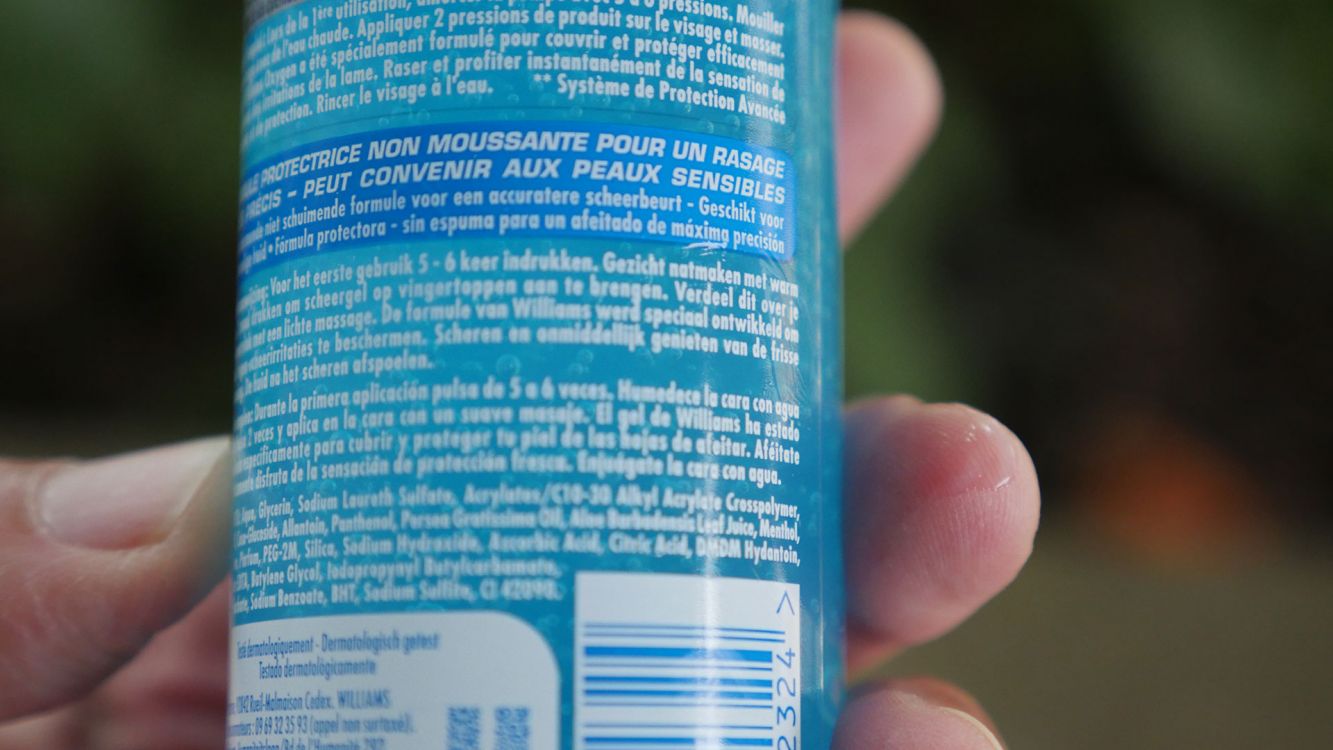 Lors de la 1ère utilisation, pressions. Mouiller
de l'eau chaude. Appliquer 2 pressions de produit sur le visage et masser.
Oxygen a été spécialement formulé pour couvrir et protéger efficacement
irritations de la lame. Raser et profiter instantanément de la sensation de
protection. Rincer le visage à l'eau. ** Système de Protection Avancée
PROTECTRICE NON MOUSSANTE POUR UN RASAGE
PRÉCIS – PEUT CONVENIR AUX PEAUX SENSIBLES
niet schuimende formule voor een accuratere scheerbeurt - Geschikt voor
huid • Fórmula protectora - sin espuma para un afeitado de máxima precisión
Voor het eerste gebruik 5 - 6 keer indrukken. Gezicht natmaken met warm
drukken om scheergel op vingertoppen aan te brengen. Verdeel dit over je
met een lichte massage. De formule van Williams werd speciaal ontwikkeld om
scheerirritaties te beschermen. Scheren en onmiddellijk genieten van de frisse
De huid na het scheren afspoelen.
Durante la primera aplicación pulsa de 5 a 6 veces. Humedece la cara con agua
2 veces y aplica en la cara con un suave masaje. El gel de Williams ha estado
específicamente para cubrir y proteger tu piel de las hojas de afeitar. Aféitate
disfruta de la sensación de protección fresca. Enjuágate la cara con agua.
Aqua, Glycerin, Sodium Laureth Sulfate, Acrylates/C10-30 Alkyl Acrylate Crosspolymer,
Allantoin, Panthenol, Persea Gratissima Oil, Aloe Barbadensis Leaf Juice, Menthol,
Parfum, PEG-2M, Silica, Sodium Hydroxide, Ascorbic Acid, Citric Acid, DMDM Hydantoin,
Butylene Glycol, Iodopropynyl Butylcarbamate,
Sodium Benzoate, BHT, Sodium Sulfite, CI 42090.
dermatologiquement - Dermatologisch getest
Testado dermatológicamente
Rueil-Malmaison Cedex. WILLIAMS
09 69 32 35 93 (appel non surtaxé).
Bd de l'Humanité
23244 >